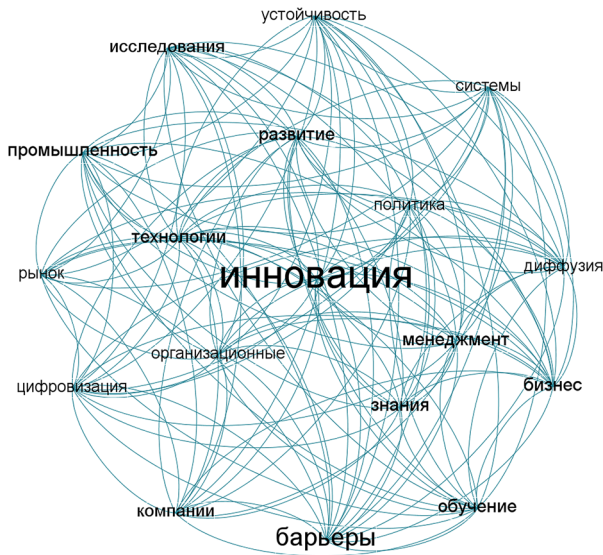 устойчивость
исследования
системы
развитие
промышленность
политика
технологии
диффузия
рынок
инновация
менеджмент
организационные
цифровизация
бизнес
знания
обучение
компании
барьеры